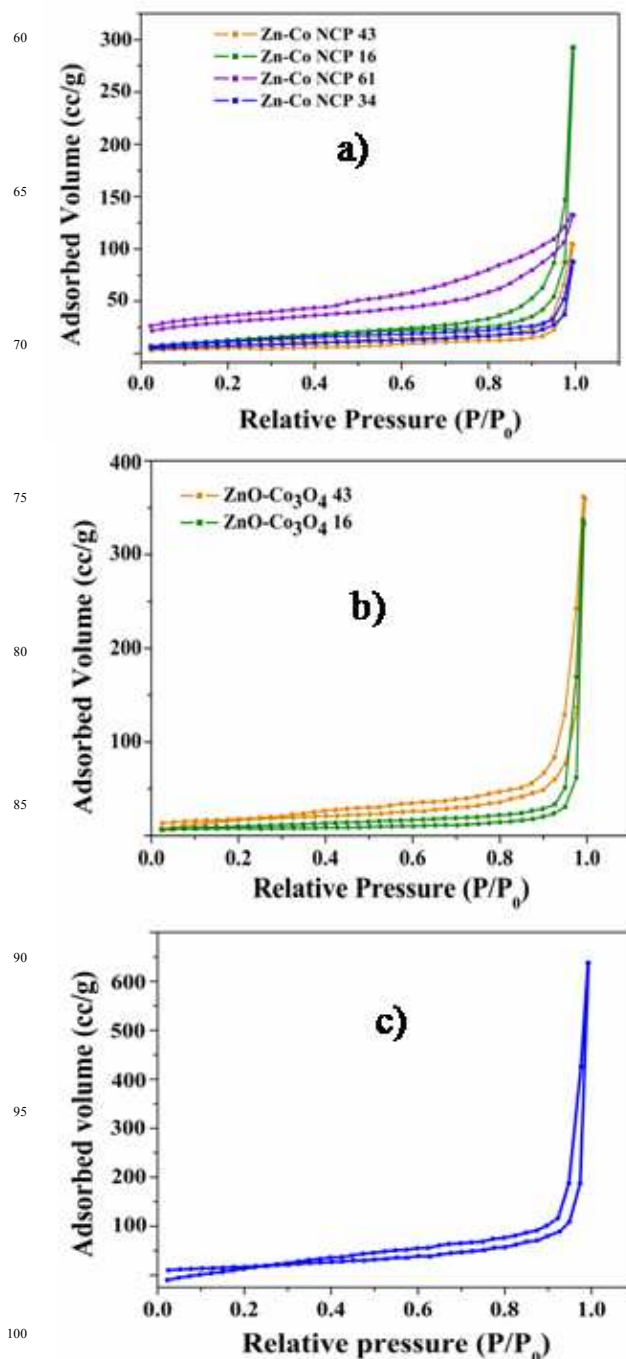 60
65
70
75
80
85
90
95
100
300
250
200
150
100
50
Adsorbed Volume (cc/g)
Zn-Co NCP 43
Zn-Co NCP 16
Zn-Co NCP 61
Zn-Co NCP 34
a)
0.0 0.2 0.4 0.6 0.8 1.0
Relative Pressure (P/P₀)
400
300
200
100
Adsorbed Volume (cc/g)
ZnO-Co₃O₄ 43
ZnO-Co₃O₄ 16
b)
0.0 0.2 0.4 0.6 0.8 1.0
Relative Pressure (P/P₀)
600
500
400
300
200
100
Adsorbed volume (cc/g)
c)
0.0 0.2 0.4 0.6 0.8 1.0
Relative pressure (P/P₀)